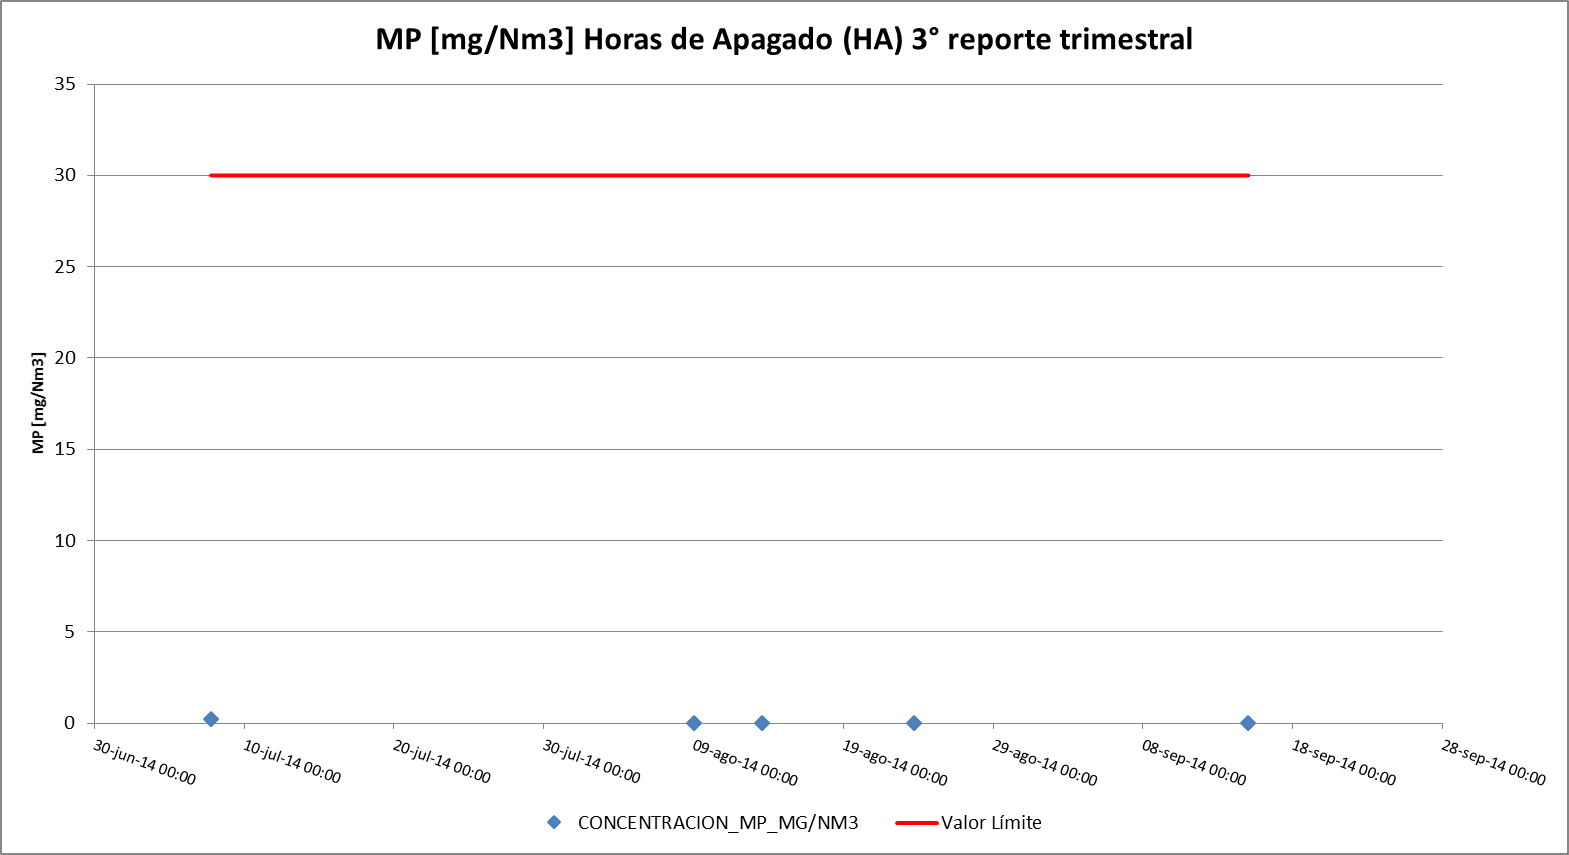 MP [mg/Nm3] Horas de Apagado (HA) 3° reporte trimestral
35
30
25
20
15
10
5
0
MP [mg/Nm3]
30-jun-14 00:00
10-jul-14 00:00
20-jul-14 00:00
30-jul-14 00:00
09-ago-14 00:00
19-ago-14 00:00
29-ago-14 00:00
08-sep-14 00:00
18-sep-14 00:00
28-sep-14 00:00
CONCENTRACION_MP_MG/NM3
Valor Límite